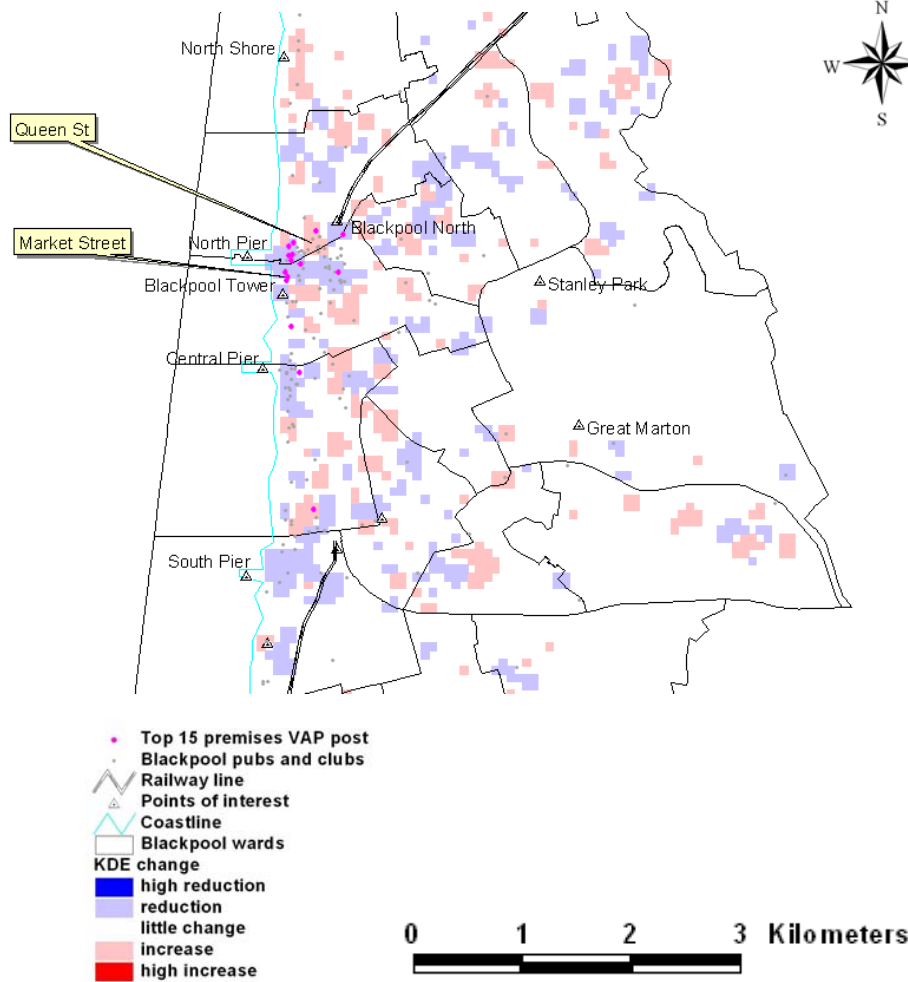 N
W
S
North Shore
Queen St
Blackpool North
Market Street
North Pier
Blackpool Tower
Stanley Park
Central Pier
Great Marton
South Pier
Top 15 premises VAP post
Blackpool pubs and clubs
Railway line
Points of interest
Coastline
Blackpool wards
KDE change
high reduction
reduction
little change
increase
high increase
0 1 2 3 Kilometers